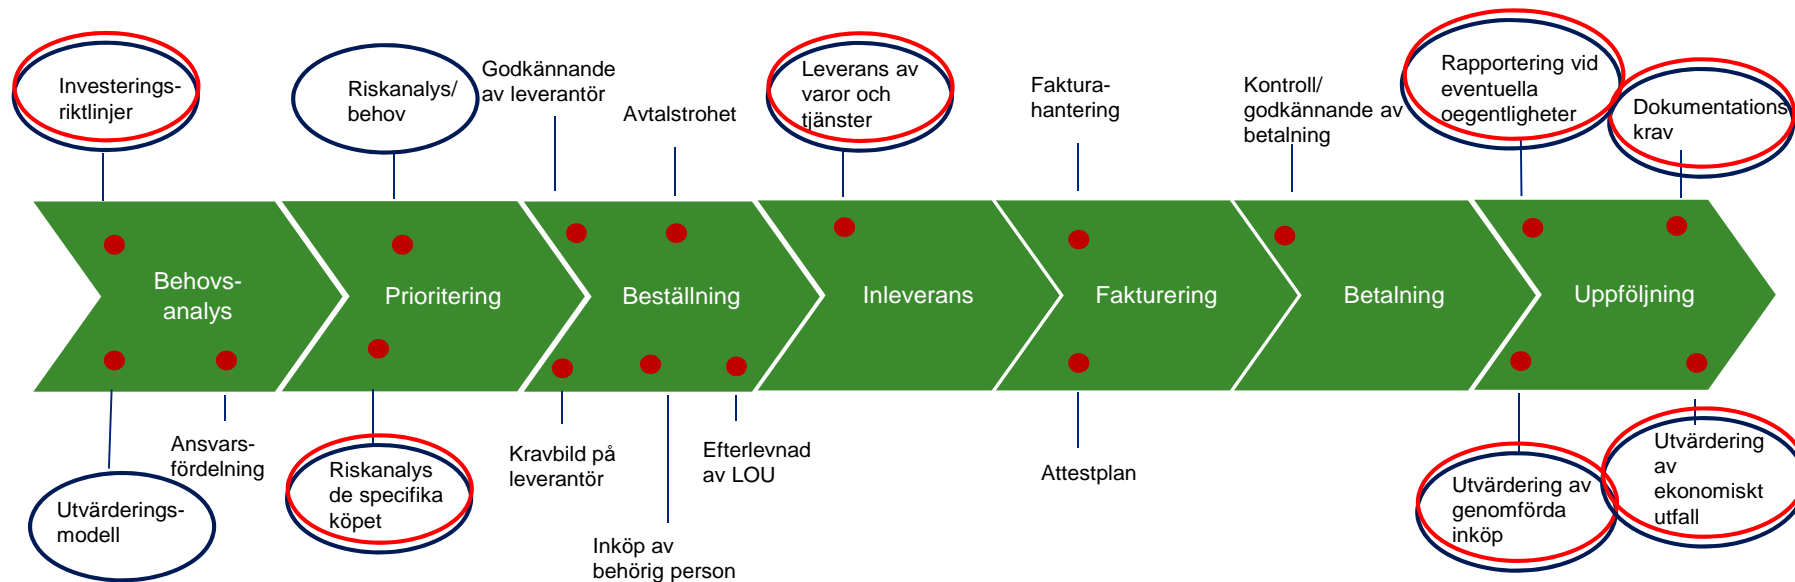 Investerings-
riktlinjer
Riskanalys/
behov
Godkännande
av leverantör
Avtalstrohet
Leverans av
varor och
tjänster
Faktura-
hantering
Kontroll/
godkännande av
betalning
Rapportering vid
eventuella
oegentligheter
Dokumentations
krav
Behovs-
analys
Prioritering
Beställning
Inleverans
Fakturering
Betalning
Uppföljning
Utvärderings-
modell
Ansvars-
fördelning
Riskanalys
de specifika
köpet
Kravbild på
leverantör
Inköp av
behörig person
Efterlevnad
av LOU
Attestplan
Utvärdering av
genomförda
inköp
Utvärdering
av
ekonomiskt
utfall